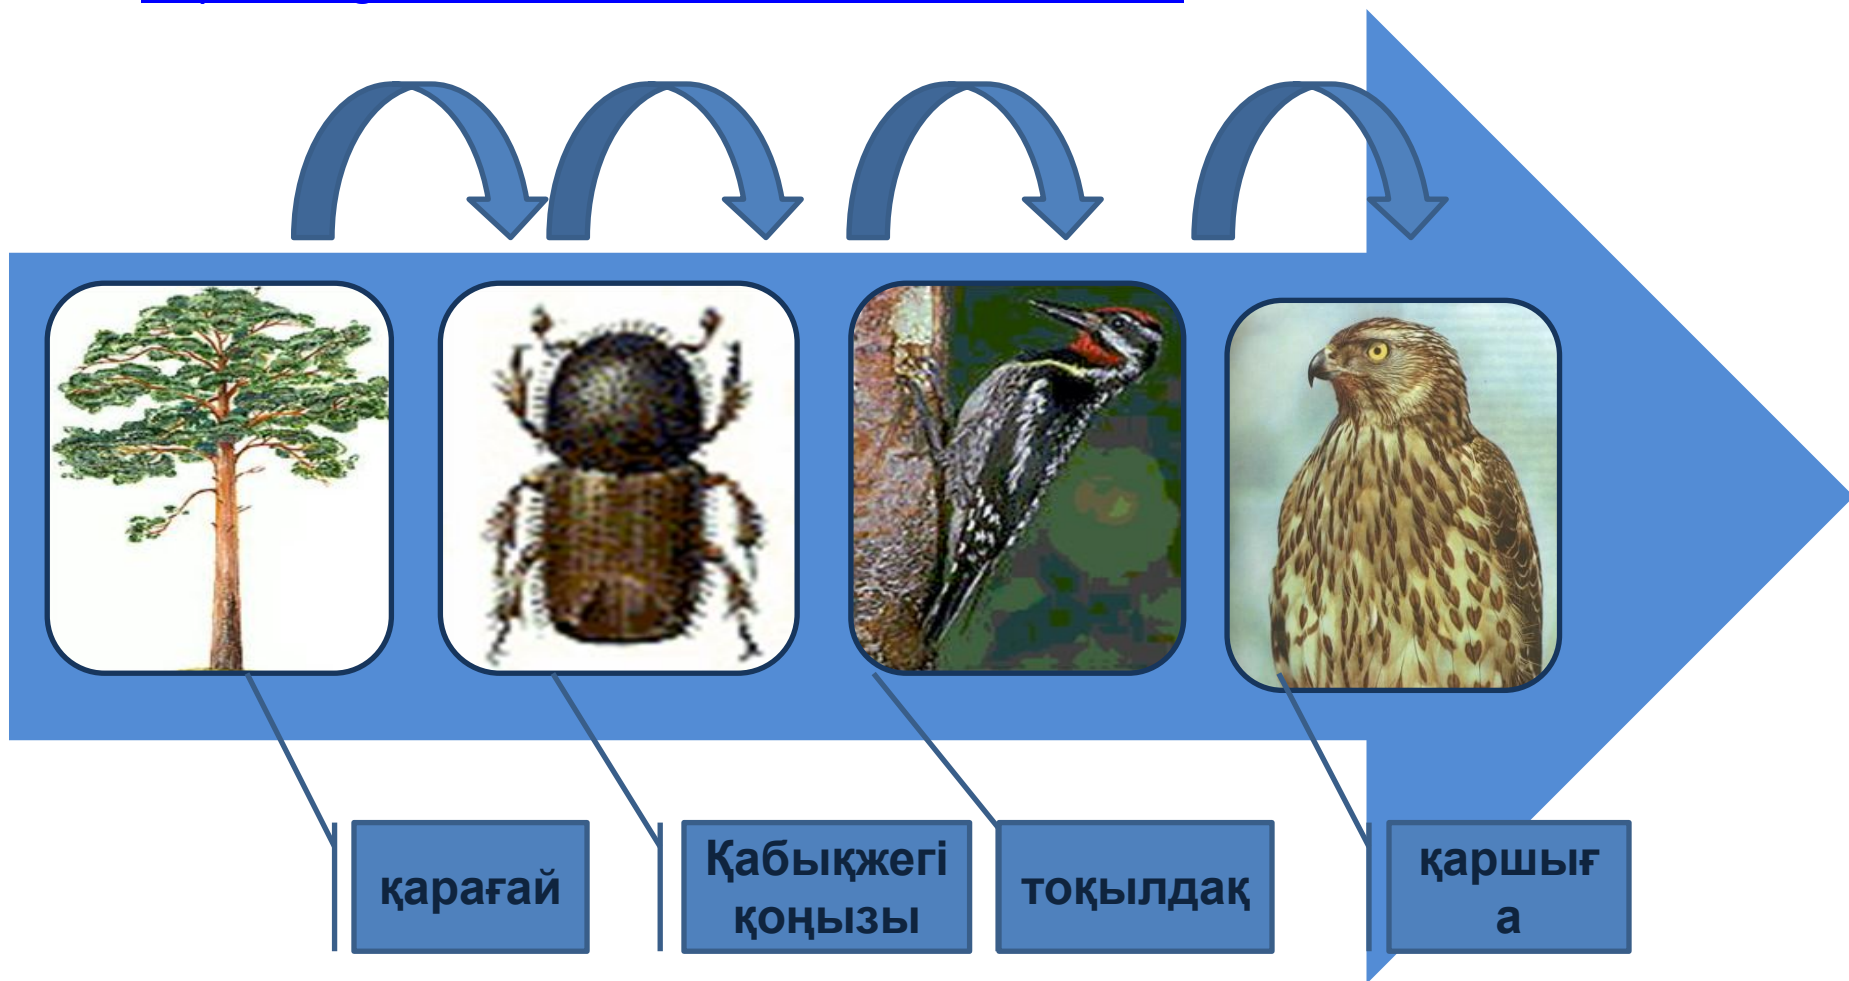 қарағай
Қабықжегі
қоңызы
тоқылдақ
қаршығ
а